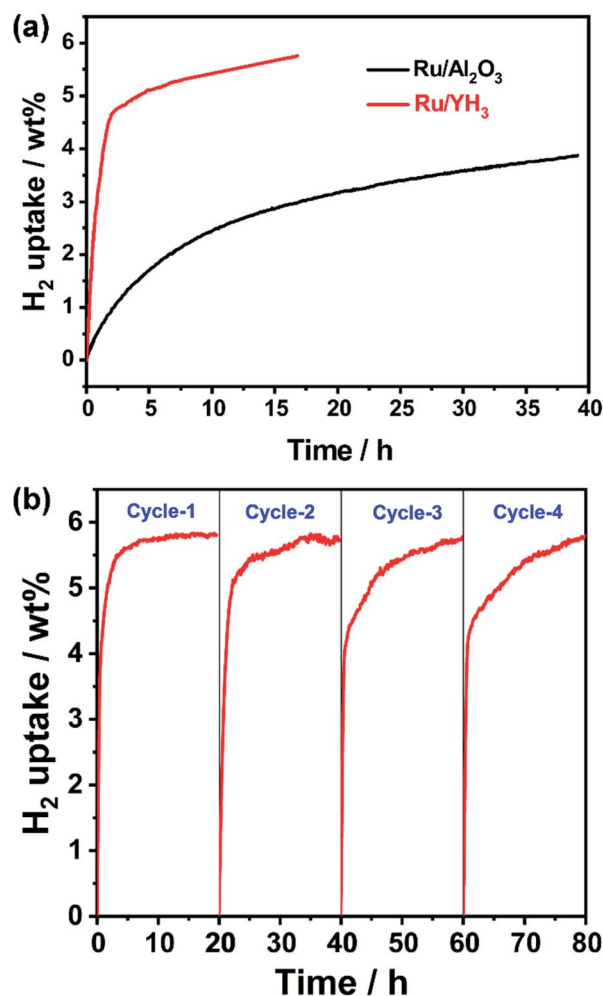 (a)
H₂ uptake / wt%
6
5
4
3
2
1
0
Ru/Al₂O₃
Ru/YH₃
0 5 10 15 20 25 30 35 40
Time / h
(b)
H₂ uptake / wt%
6
5
4
3
2
1
0
Cycle-1 Cycle-2 Cycle-3 Cycle-4
0 10 20 30 40 50 60 70 80
Time / h